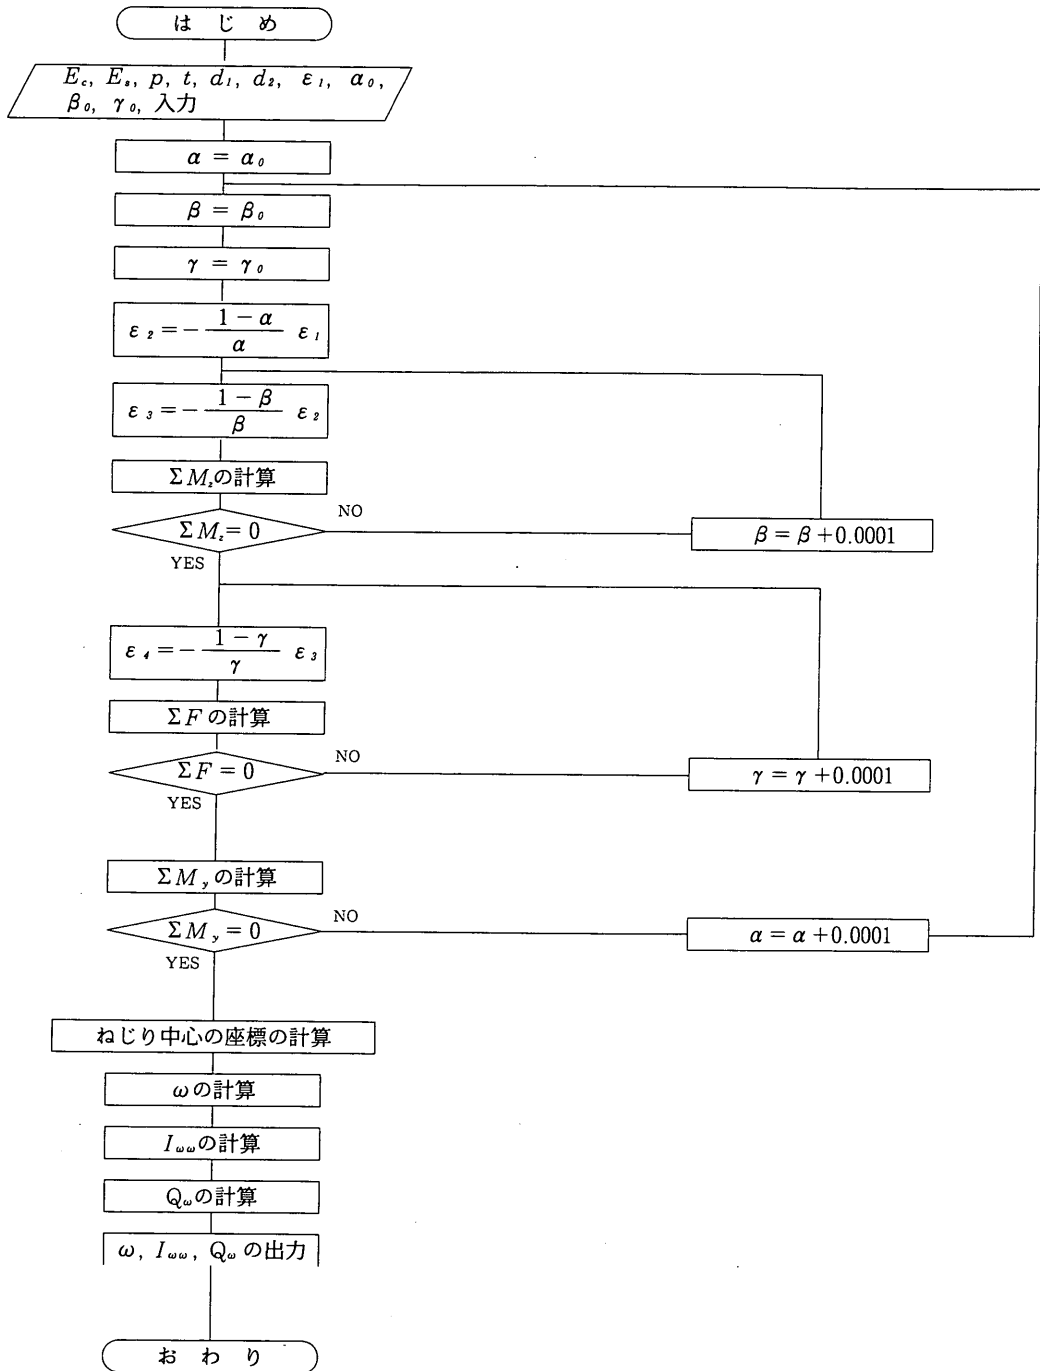 は じ め
E_c, E_s, p, t, d_1, d_2, ε_1, α_0,
β_0, γ_0, 入力
α = α_0
β = β_0
γ = γ_0
ε_2 = − (1−α)/α ε_1
ε_3 = − (1−β)/β ε_2
ΣM_zの計算
ΣM_z = 0
NO
β = β + 0.0001
YES
ε_4 = − (1−γ)/γ ε_3
ΣFの計算
ΣF = 0
NO
γ = γ + 0.0001
YES
ΣM_yの計算
ΣM_y = 0
NO
α = α + 0.0001
YES
ねじり中心の座標の計算
ωの計算
I_ωωの計算
Q_ωの計算
ω, I_ωω, Q_ωの出力
お わ り